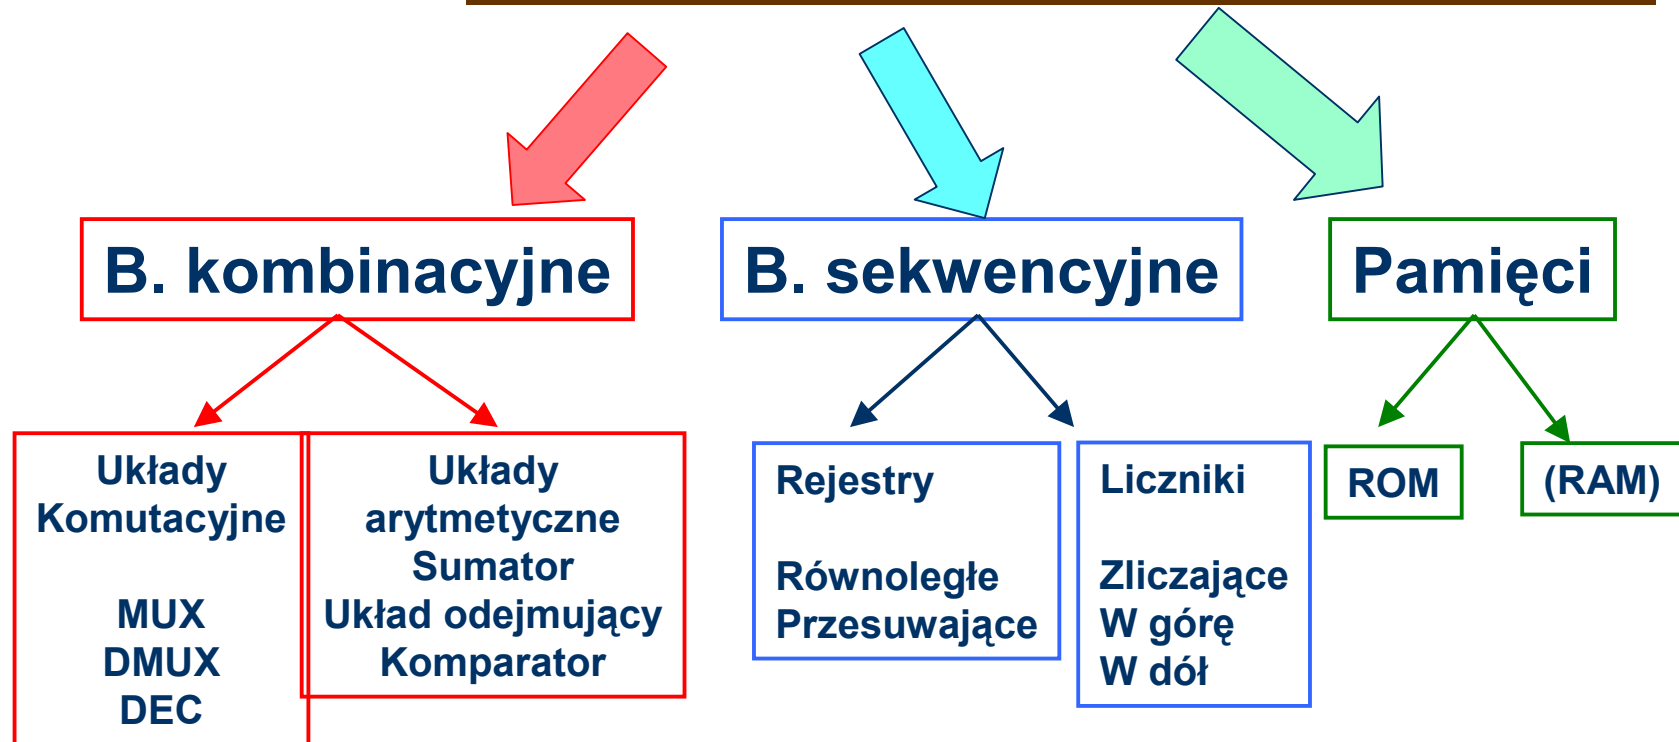 B. kombinacyjne
B. sekwencyjne
Pamięci
Układy
Komutacyjne
MUX
DMUX
DEC
Układy
arytmetyczne
Sumator
Układ odejmujący
Komparator
Rejestry
Równoległe
Przesuwające
Liczniki
Zliczające
W górę
W dół
ROM
(RAM)